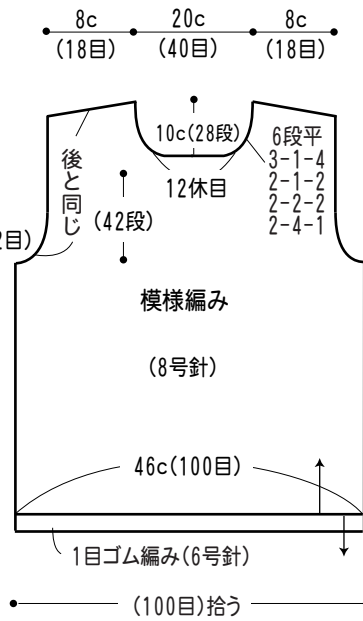 8c 20c 8c
(18目) (40目) (18目)
10c(28段)
6段平
3-1-4
2-1-2
2-2-2
2-4-1
後と同じ
12休目
目)
(42段)
模様編み
(8号針)
46c(100目)
1目ゴム編み(6号針)
(100目)拾う